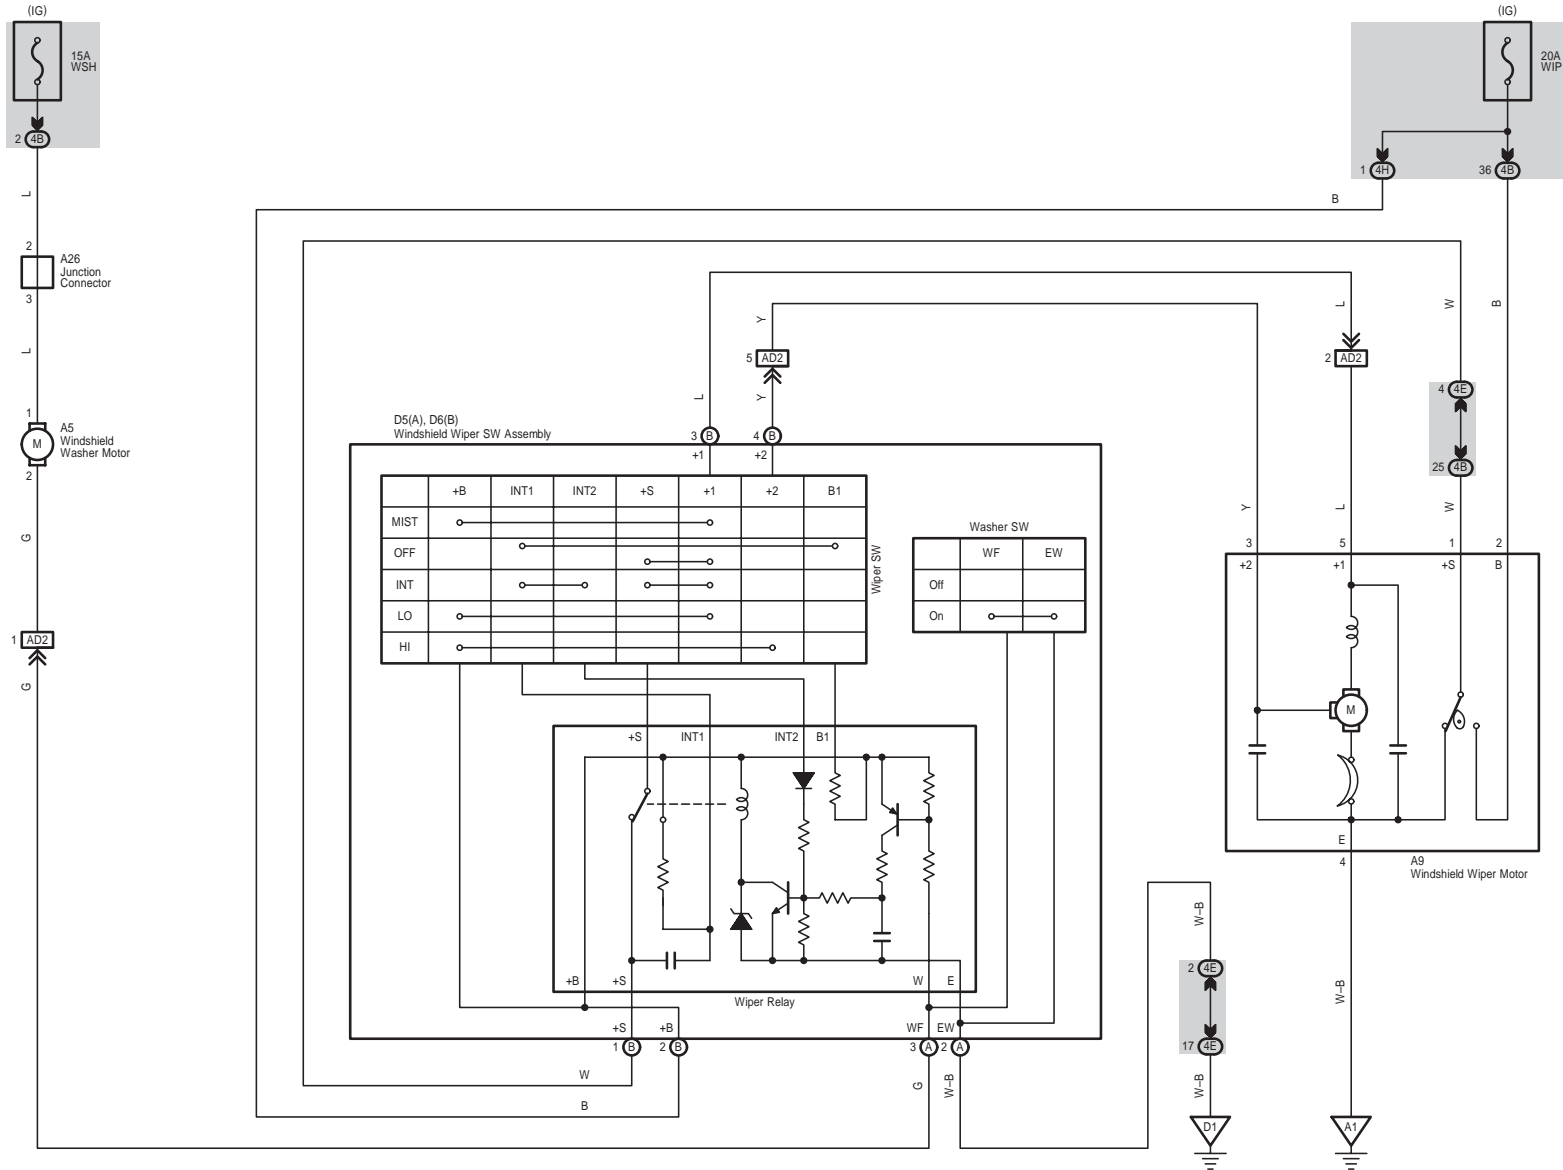 (IG)
(IG)
15A
WSH
20A
WIP
2 4B
1 4H
36 4B
L
B
2
A26
Junction
Connector
3
L
Y
L
W
B
5 AD2
2 AD2
4 4E
L
Y
1
A5
Windshield
Washer Motor
M
2
D5(A), D6(B)
Windshield Wiper SW Assembly
3 B
4 B
+1
+2
25 4B
+B INT1 INT2 +S +1 +2 B1
MIST
OFF
INT
LO
HI
Wiper SW
Washer SW
WF EW
Off
On
G
Y
L
W
3
5
1
2
+2
+1
+S
B
M
1 AD2
G
+S INT1 INT2 B1
E
4
A9
Windshield Wiper Motor
W–B
+B +S W E
Wiper Relay
2 4E
W–B
+S +B WF EW
1 B
2 B
3 A
2 A
17 4E
W
B
G
W–B
W–B
D1
A1